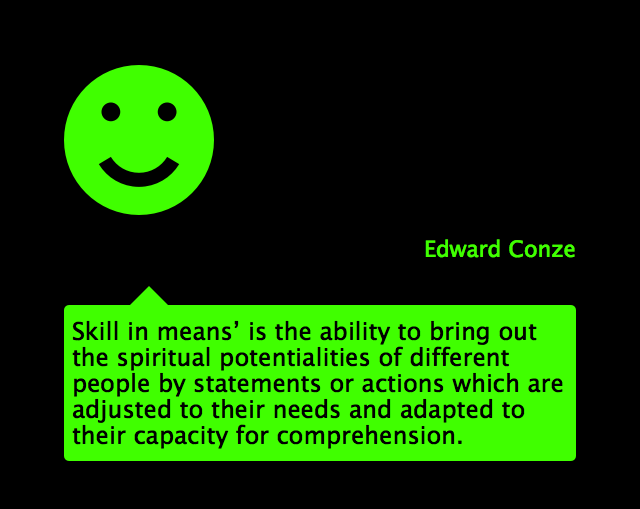 Edward Conze
Skill in means’ is the ability to bring out
the spiritual potentialities of different
people by statements or actions which are
adjusted to their needs and adapted to
their capacity for comprehension.